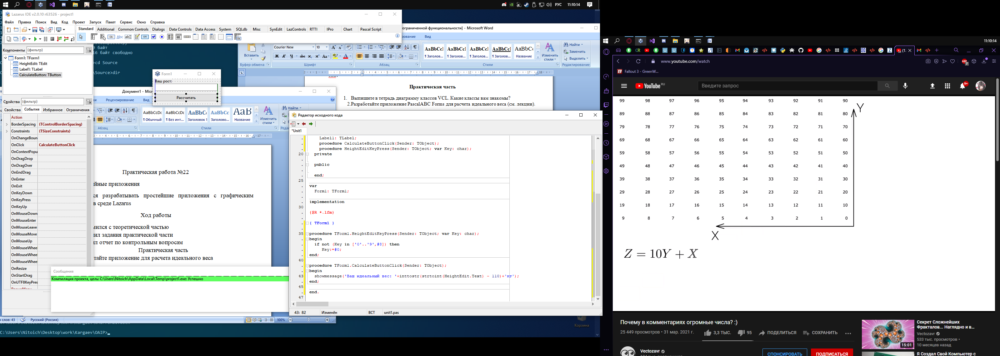 РУС 11:10:14
Lazarus IDE v2.0.10 r63526 - project1
Файл Правка Поиск Вид Код Проект Запуск Пакет Сервис Окно Справка
Standard Additional Common Controls Dialogs Data Controls Data Access System SQLdb Misc SynEdit LazControls RTTI IPro Chart Pascal Script
Компоненты (фильтр)
Form1: TForm1
HeightEdit: TEdit
Label1: TLabel
CalculateButton: TButton
Свойства (фильтр)
Свойства События Избранное Ограничения
Action
BorderSpacing (TControlBorderSpacing)
Constraints (TSizeConstraints)
OnChangeBoun
OnClick CalculateButtonClick
OnContextPopu
OnDragDrop
OnDragOver
OnEndDrag
OnEnter
OnExit
OnKeyDown
OnKeyPress
OnKeyUp
OnMouseDown
OnMouseEnter
OnMouseLeave
OnMouseMove
OnMouseUp
OnMouseWhee
OnMouseWhee
OnMouseWhee
OnResize
OnStartDrag
OnUTF8KeyPres
байт
16 байт свободно
>cd Source
\Source>dir
Form1
Ваш рост:
Рассчитать
ограниченной функциональности] - Microsoft Word
рование Вид
Вставить
Буфер обмена
Courier New 10
Шрифт
Абзац
¶ Заголов... ¶ Заголов... ¶ Заголов... ¶ Заголов... Название
Изменить стили
Стили
Найти
Заменить
Выделить
Редактирование
Практическая часть
1. Выпишите в тетрадь диаграмму классов VCL. Какие классы вам знакомы?
2.Разработайте приложение PascalABC Forms для расчета идеального веса (см. лекции).
Документ1 - Mic
ки Рецензирование Вид
¶ Обычный ¶ Без инт... Заголовок 1 Заголово... Название
Изменить стили
Найти
Абзац Стили
Практическая работа №22
йные приложения
ся разрабатывать простейшие приложения с графическим
в среде Lazarus
Ход работы
мился с теоретической частью
ил задания практической части
ил отчет по контрольным вопросам
Практическая часть
тайте приложение для расчета идеального веса
Сообщения
Компиляция проекта, цель: C:\Users\Nitoich\AppData\Local\Temp\project1.exe: Успешно
слов: 43 Русский (Россия) 100%
C:\Users\Nitoich\Desktop\work\Kargaev\OAIP>_
Корзина
Редактор исходного кода
*Unit1
Label1: TLabel;
procedure CalculateButtonClick(Sender: TObject);
procedure HeightEditKeyPress(Sender: TObject; var Key: char);
20 private
public
end;
25
var
Form1: TForm1;
implementation
30
{$R *.lfm}
{ TForm1 }
35 procedure TForm1.HeightEditKeyPress(Sender: TObject; var Key: char);
begin
if not (Key in ['0'..'9',#8]) then
Key:=#0;
end;
40
procedure TForm1.CalculateButtonClick(Sender: TObject);
begin
43 showmessage('Ваш идеальный вес: '+inttostr(strtoint(HeightEdit.Text) - 110)+'кг');
end;
45
end.
47
43: 82 Изменён ВСТ unit1.pas
11:10:14
www.youtube.com/watch
Fallout 3 - GreenW...
YouTube RU
Введите запрос
9+
99 98 97 96 95 94 93 92 91 90
89 88 87 86 85 84 83 82 81 80
79 78 77 76 75 74 73 72 71 70
69 68 67 66 65 64 63 62 61 60
59 58 57 56 55 54 53 52 51 50
49 48 47 46 45 44 43 42 41 40
39 38 37 36 35 34 33 32 31 30
29 28 27 26 25 24 23 22 21 20
19 18 17 16 15 14 13 12 11 10
9 8 7 6 5 4 3 2 1 0
Y
X
Z = 10Y + X
Почему в комментариях огромные числа? :)
25 449 просмотров • 31 мар. 2021 г.
3,3 ТЫС. 95 ПОДЕЛИТЬСЯ СОХРАНИТЬ
Vectozavr
СПОНСИРОВАТЬ ПОДПИСАТЬСЯ
15:01
Секрет Сложнейших
Фракталов... Наглядно и в...
Vectozavr
533 тыс. просмотров •
10 месяцев назад
Я Создал Свой Компьютер с